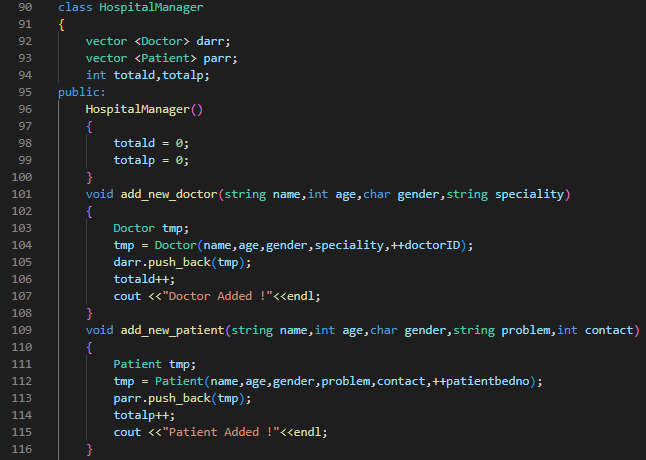 90 class HospitalManager
91 {
92     vector <Doctor> darr;
93     vector <Patient> parr;
94     int totald,totalp;
95 public:
96     HospitalManager()
97     {
98         totald = 0;
99         totalp = 0;
100     }
101     void add_new_doctor(string name,int age,char gender,string speciality)
102     {
103         Doctor tmp;
104         tmp = Doctor(name,age,gender,speciality,++doctorID);
105         darr.push_back(tmp);
106         totald++;
107         cout <<"Doctor Added !"<<endl;
108     }
109     void add_new_patient(string name,int age,char gender,string problem,int contact)
110     {
111         Patient tmp;
112         tmp = Patient(name,age,gender,problem,contact,++patientbedno);
113         parr.push_back(tmp);
114         totalp++;
115         cout <<"Patient Added !"<<endl;
116     }